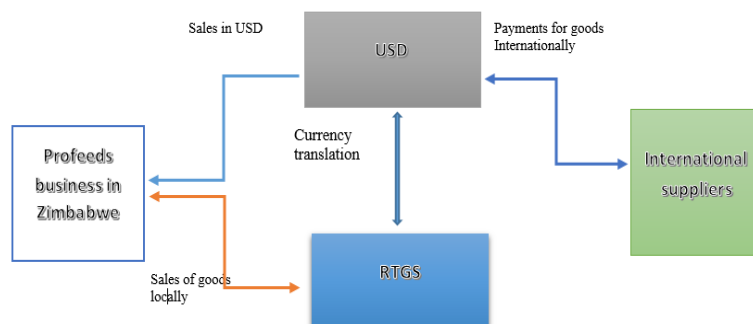 Sales in USD
USD
Payments for goods
Internationally
Currency
translation
Profeeds
business in
Zimbabwe
International
suppliers
RTGS
Sales of goods
locally